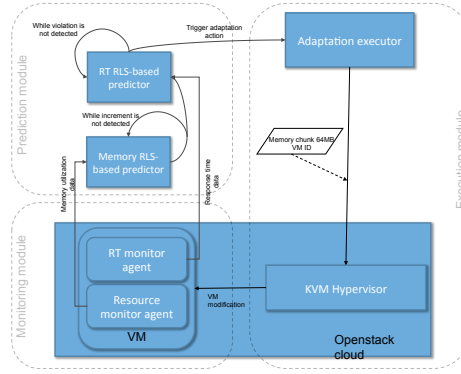 While violation is
not detected
Trigger adaptation
action
Adaptation executor
RT RLS-based
predictor
Prediction module
While increment is
not detected
Memory chunk 64MB
VM ID
Memory RLS-
based predictor
Execution module
Memory utilization
data
Response time
data
RT monitor
agent
Monitoring module
KVM Hypervisor
Resource
monitor agent
VM
modification
VM
Openstack
cloud